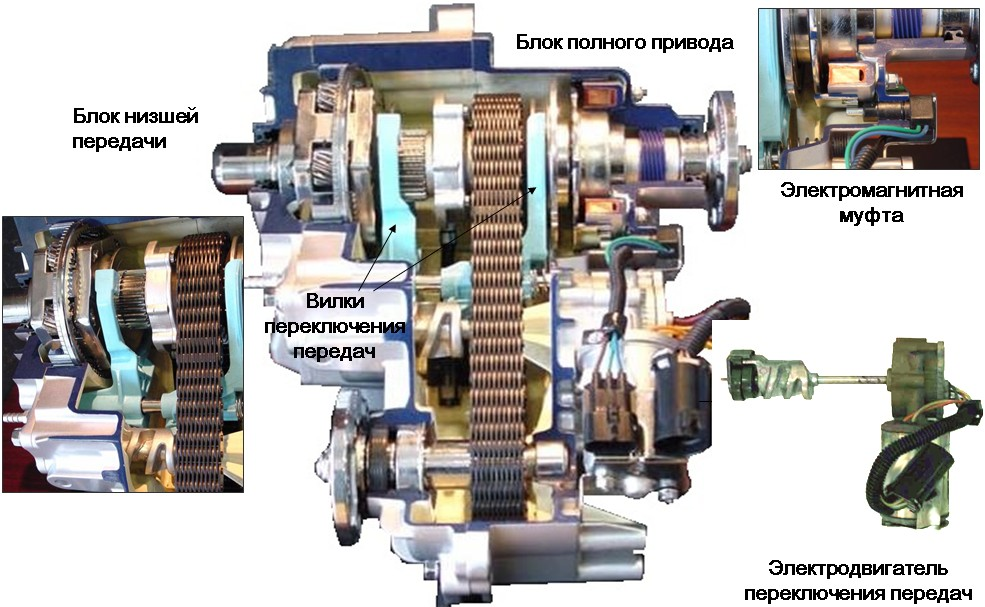 Блок полного привода
Блок низшей
передачи
Электромагнитная
муфта
Вилки
переключения
передач
Электродвигатель
переключения передач